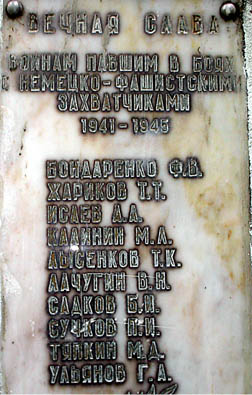 ВЕЧНАЯ СЛАВА
ВОИНАМ ПАВШИМ В БОЯХ
С НЕМЕЦКО-ФАШИСТСКИМИ
ЗАХВАТЧИКАМИ
1941-1945
БОНДАРЕНКО Ф.В.
ЖАРИКОВ Т.Т.
ИСАЕВ А.А.
КАЛИНИН М.Л.
ЛЫСЕНКОВ Т.К.
ЛАЧУГИН В.Н.
САДКОВ Б.И.
СУЧКОВ П.И.
ТЯПКИН М.Д.
УЛЬЯНОВ Г.А.